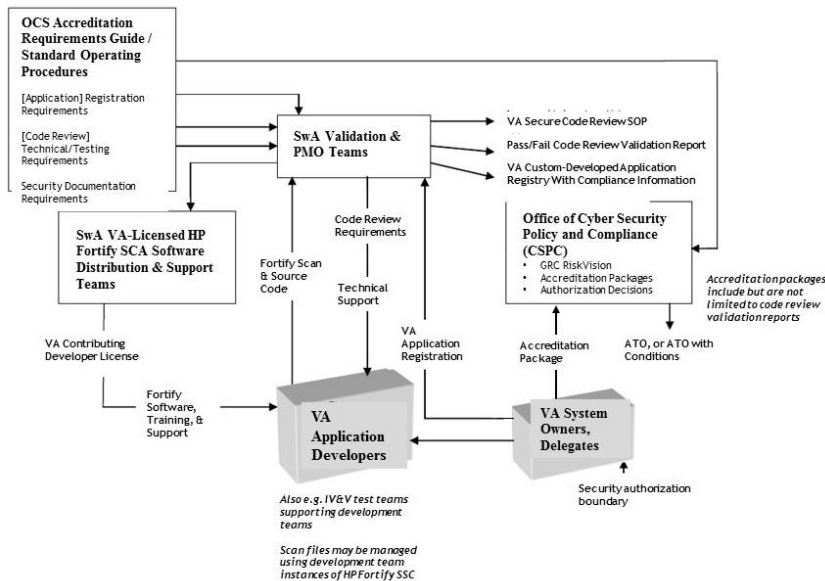 OCS Accreditation
Requirements Guide /
Standard Operating
Procedures
[Application] Registration
Requirements
[Code Review]
Technical/Testing
Requirements
Security Documentation
Requirements
SwA Validation &
PMO Teams
VA Secure Code Review SOP
Pass/Fail Code Review Validation Report
VA Custom-Developed Application
Registry With Compliance Information
SwA VA-Licensed HP
Fortify SCA Software
Distribution & Support
Teams
Fortify Scan
& Source
Code
Code Review
Requirements
Technical
Support
VA
Application
Registration
Office of Cyber Security
Policy and Compliance
(CSPC)
• GRC RiskVision
• Accreditation Packages
• Authorization Decisions
Accreditation packages
include but are not
limited to code review
validation reports
VA Contributing
Developer License
Fortify
Software,
Training, &
Support
Accreditation
Package
ATO, or ATO with
Conditions
VA
Application
Developers
VA System
Owners,
Delegates
Security authorization
boundary
Also e.g. IV&V test teams
supporting development
teams
Scan files may be managed
using development team
instances of HP Fortify SSC